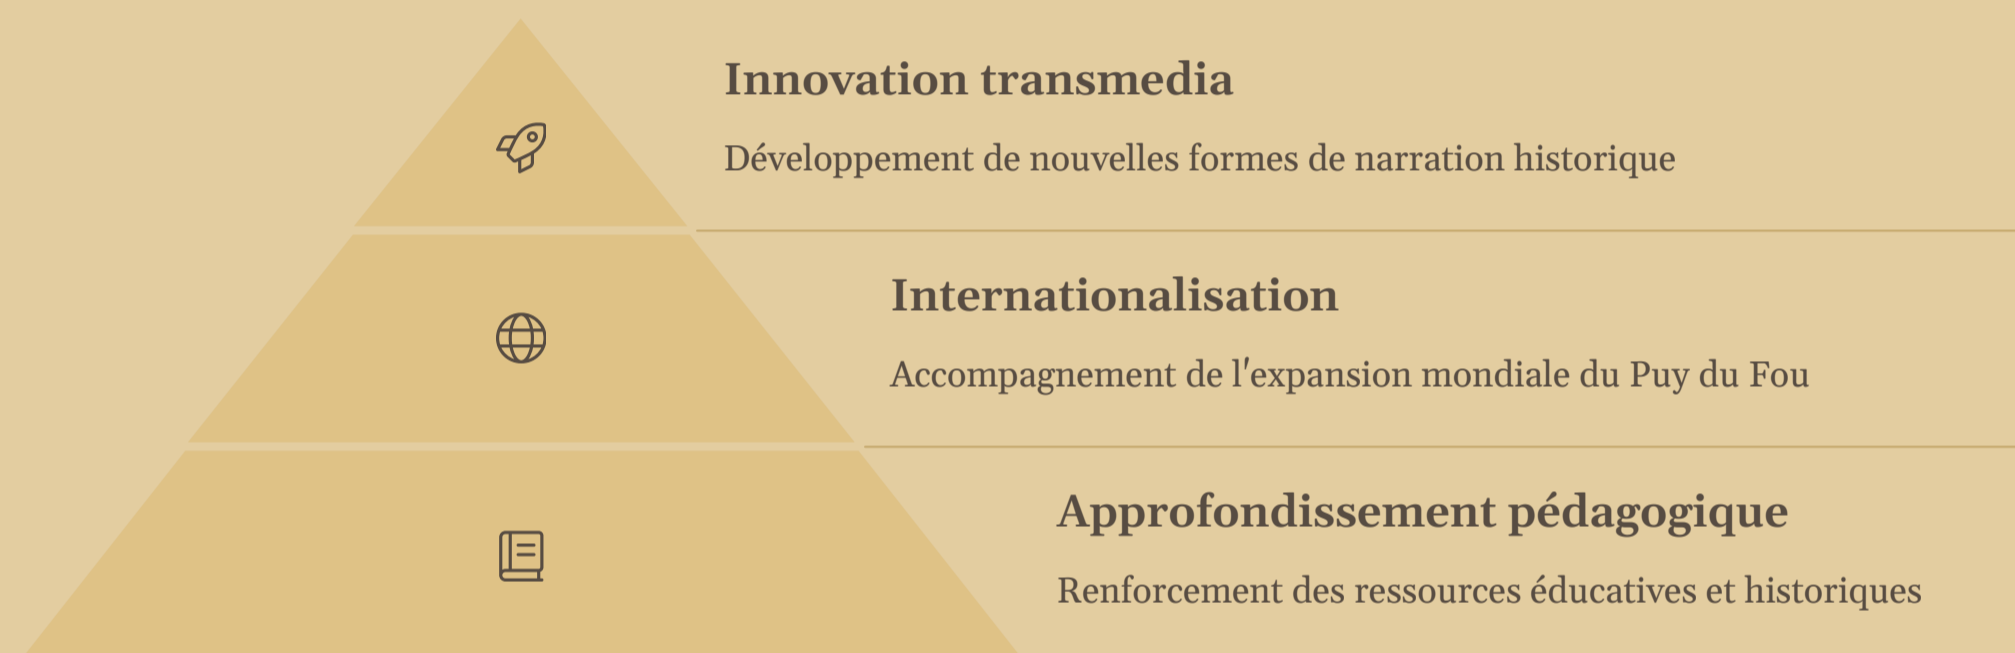 Innovation transmedia
Développement de nouvelles formes de narration historique
Internationalisation
Accompagnement de l'expansion mondiale du Puy du Fou
Approfondissement pédagogique
Renforcement des ressources éducatives et historiques